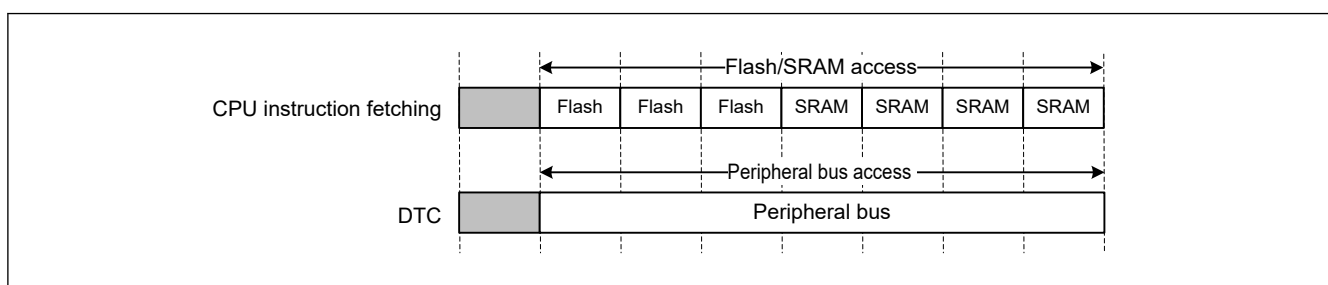 Flash/SRAM access
CPU instruction fetching Flash Flash Flash SRAM SRAM SRAM SRAM
Peripheral bus access
DTC Peripheral bus